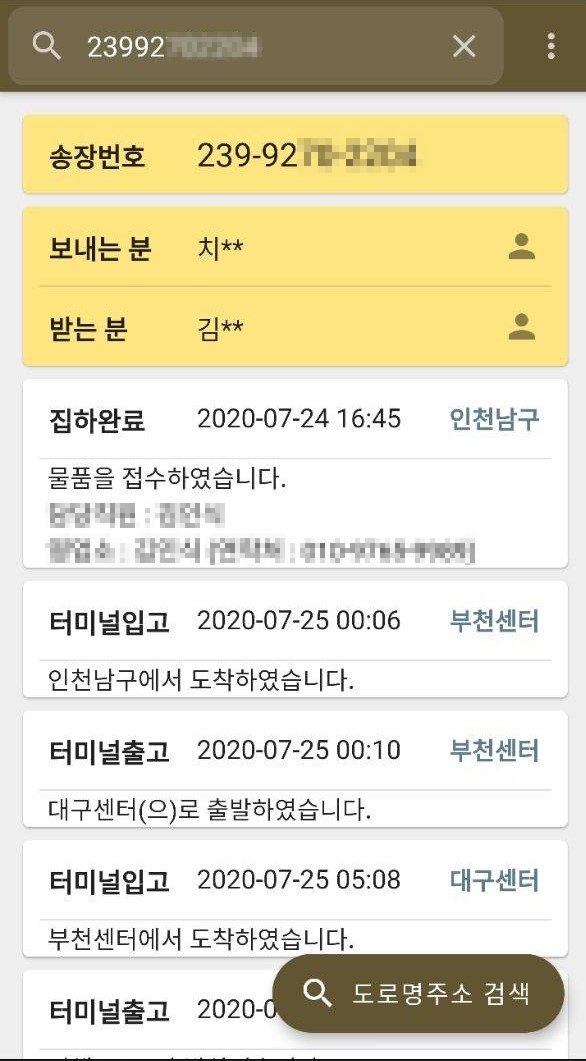 23992
송장번호 239-92
보내는 분 치**
받는 분 김**
집하완료 2020-07-24 16:45 인천남구
물품을 접수하였습니다.
터미널입고 2020-07-25 00:06 부천센터
인천남구에서 도착하였습니다.
터미널출고 2020-07-25 00:10 부천센터
대구센터(으)로 출발하였습니다.
터미널입고 2020-07-25 05:08 대구센터
부천센터에서 도착하였습니다.
터미널출고 2020-0
도로명주소 검색